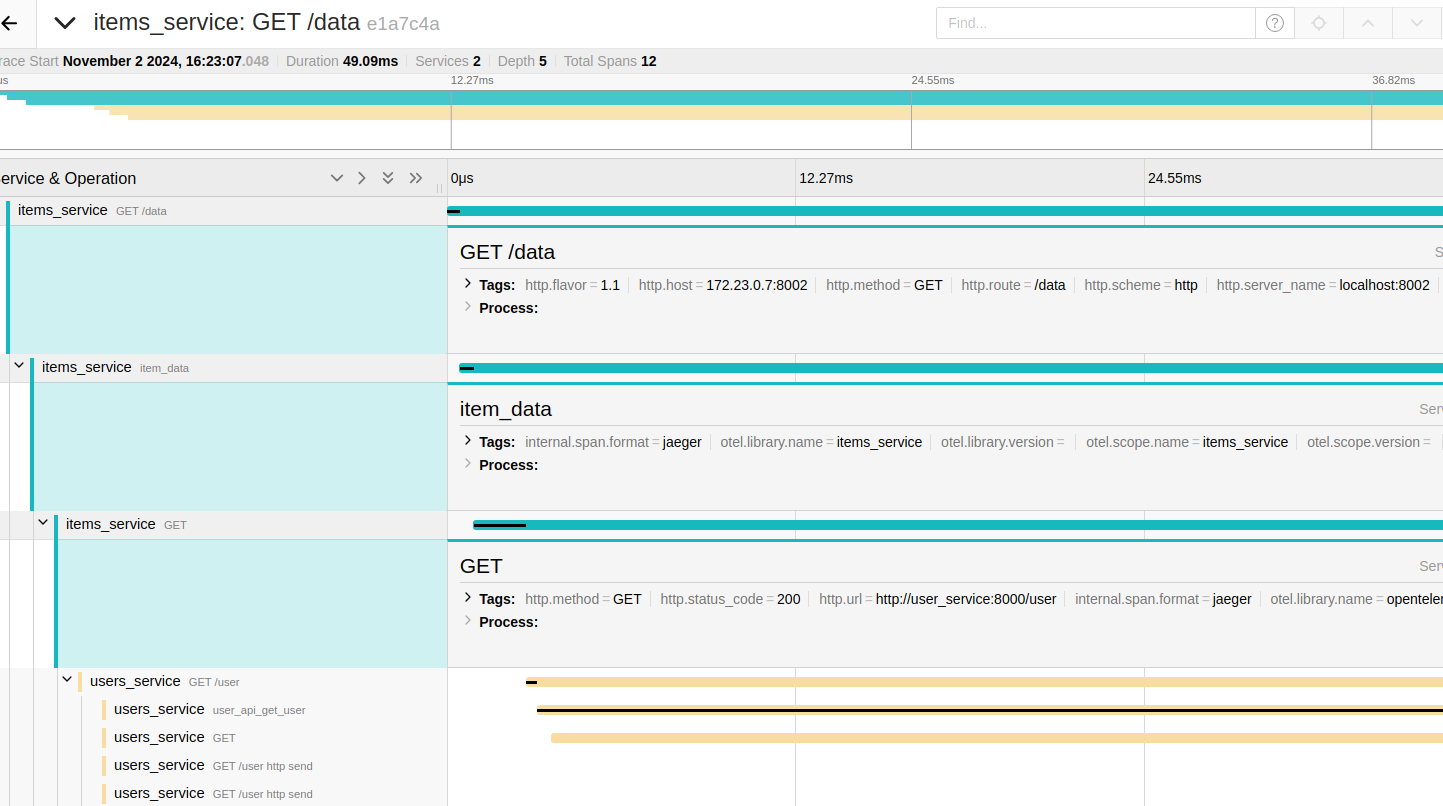 items_service: GET /data e1a7c4a
Find...
race Start November 2 2024, 16:23:07.048 Duration 49.09ms Services 2 Depth 5 Total Spans 12
μs 12.27ms 24.55ms 36.82ms
ervice & Operation 0μs 12.27ms 24.55ms
items_service GET /data
GET /data S
Tags: http.flavor = 1.1 http.host = 172.23.0.7:8002 http.method = GET http.route = /data http.scheme = http http.server_name = localhost:8002
Process:
items_service item_data
item_data Serv
Tags: internal.span.format = jaeger otel.library.name = items_service otel.library.version = otel.scope.name = items_service otel.scope.version =
Process:
items_service GET
GET Serv
Tags: http.method = GET http.status_code = 200 http.url = http://user_service:8000/user internal.span.format = jaeger otel.library.name = opentelem
Process:
users_service GET /user
users_service user_api_get_user
users_service GET
users_service GET /user http send
users_service GET /user http send